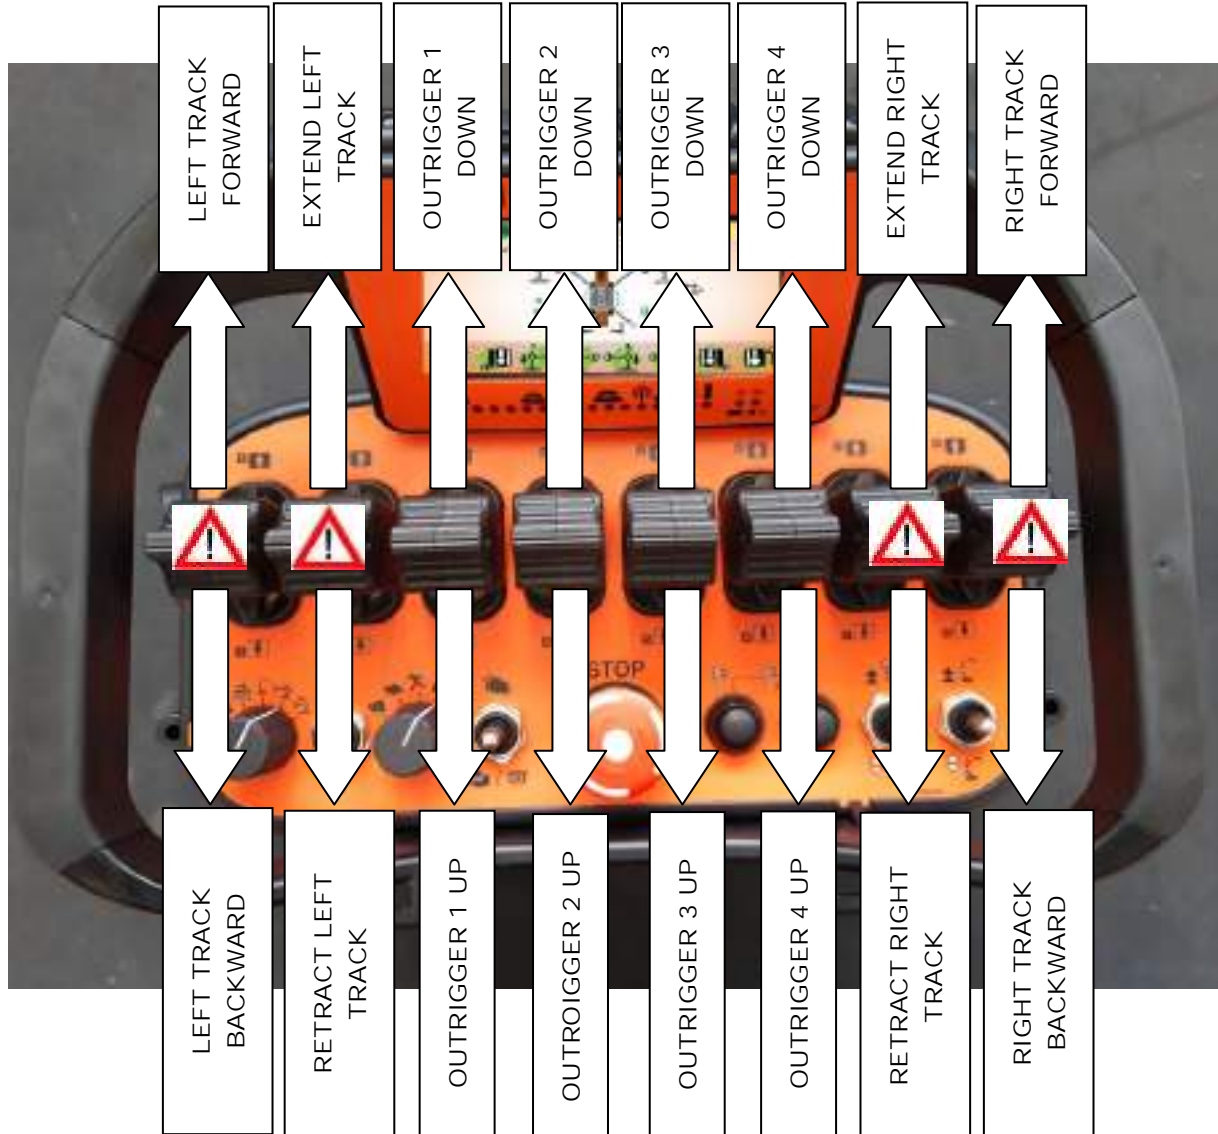 LEFT TRACK
FORWARD
EXTEND LEFT
TRACK
OUTRIGGER 1
DOWN
OUTRIGGER 2
DOWN
OUTRIGGER 3
DOWN
OUTRIGGER 4
DOWN
EXTEND RIGHT
TRACK
RIGHT TRACK
FORWARD
STOP
LEFT TRACK
BACKWARD
RETRACT LEFT
TRACK
OUTRIGGER 1 UP
OUTROIGGER 2 UP
OUTRIGGER 3 UP
OUTRIGGER 4 UP
RETRACT RIGHT
TRACK
RIGHT TRACK
BACKWARD